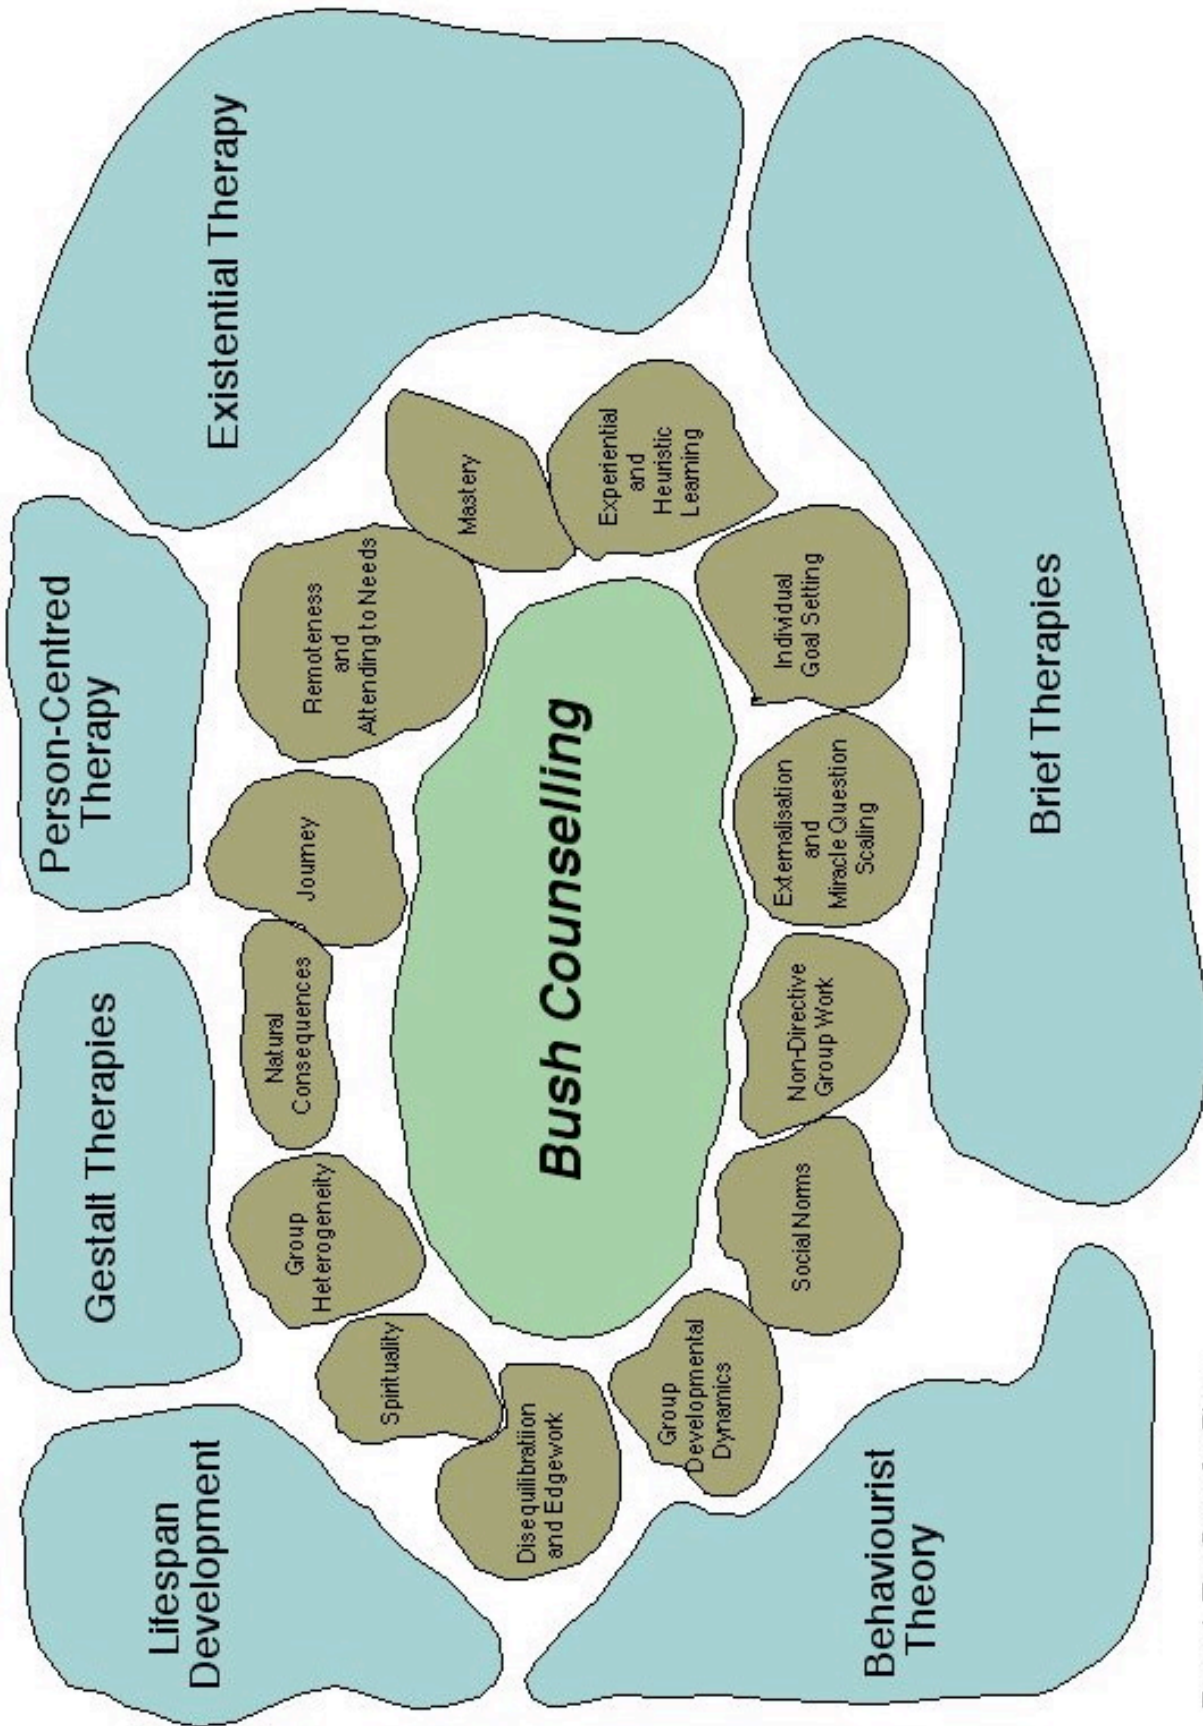 Lifespan
Development
Gestalt Therapies
Person-Centred
Therapy
Existential Therapy
Spirituality
Group
Heterogeneity
Natural
Consequences
Journey
Remoteness
and
Attending to Needs
Mastery
Experiential
and
Heuristic
Learning
Bush Counselling
Disequilibratiion
and Edgework
Group
Developmental
Dynamics
Social Norms
Non-Directive
Group Work
Externalisation
and
Miracle Question
Scaling
Individual
Goal Setting
Behaviourist
Theory
Brief Therapies